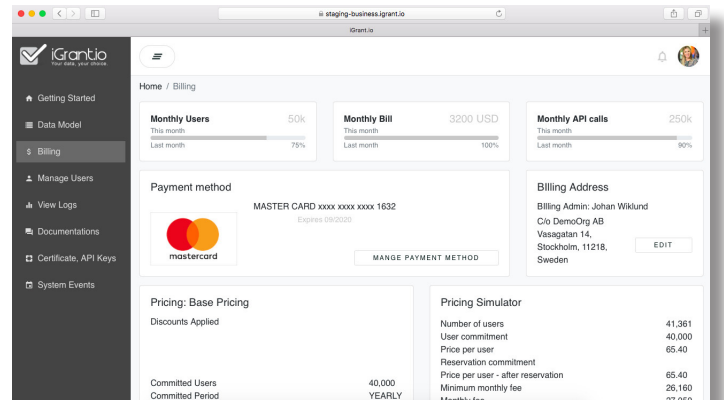 staging-business.igrant.io
iGrant.io
iGrant.io
Your data, your choice.
Getting Started
Data Model
$ Billing
Manage Users
View Logs
Documentations
Certificate, API Keys
System Events
Home / Billing
Monthly Users 50k
This month
Last month 75%
Monthly Bill 3200 USD
This month
Last month 100%
Monthly API calls 250k
This month
Last month 90%
Payment method
MASTER CARD xxxx xxxx xxxx 1632
Expires 09/2020
mastercard
MANGE PAYMENT METHOD
BIlling Address
BIlling Admin: Johan Wiklund
C/o DemoOrg AB
Vasagatan 14,
Stockholm, 11218,
Sweden
EDIT
Pricing: Base Pricing
Discounts Applied
Committed Users 40,000
Committed Period YEARLY
Pricing Simulator
Number of users 41,361
User commitment 40,000
Price per user 65.40
Reservation commitment
Price per user - after reservation 65.40
Minimum monthly fee 26,160
Monthly fee